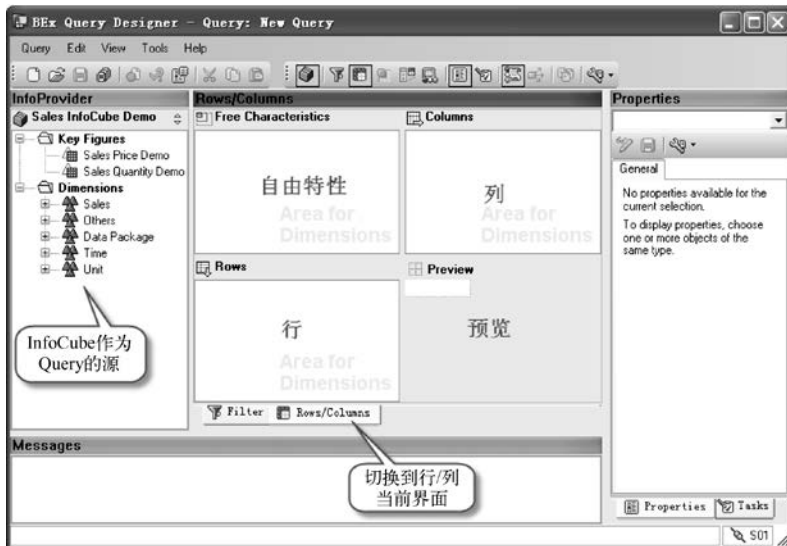 BEx Query Designer - Query: New Query
Query Edit View Tools Help
InfoProvider
Sales InfoCube Demo
Key Figures
Sales Price Demo
Sales Quantity Demo
Dimensions
Sales
Others
Data Package
Time
Unit
InfoCube作为
Query的源
Rows/Columns
Free Characteristics
自由特性
Area for
Dimensions
Columns
列
Area for
Dimensions
Rows
行
Area for
Dimensions
Preview
预览
Filter
Rows/Columns
切换到行/列
当前界面
Properties
General
No properties available for the
current selection.
To display properties, choose
one or more objects of the
same type.
Properties
Tasks
Messages
S01